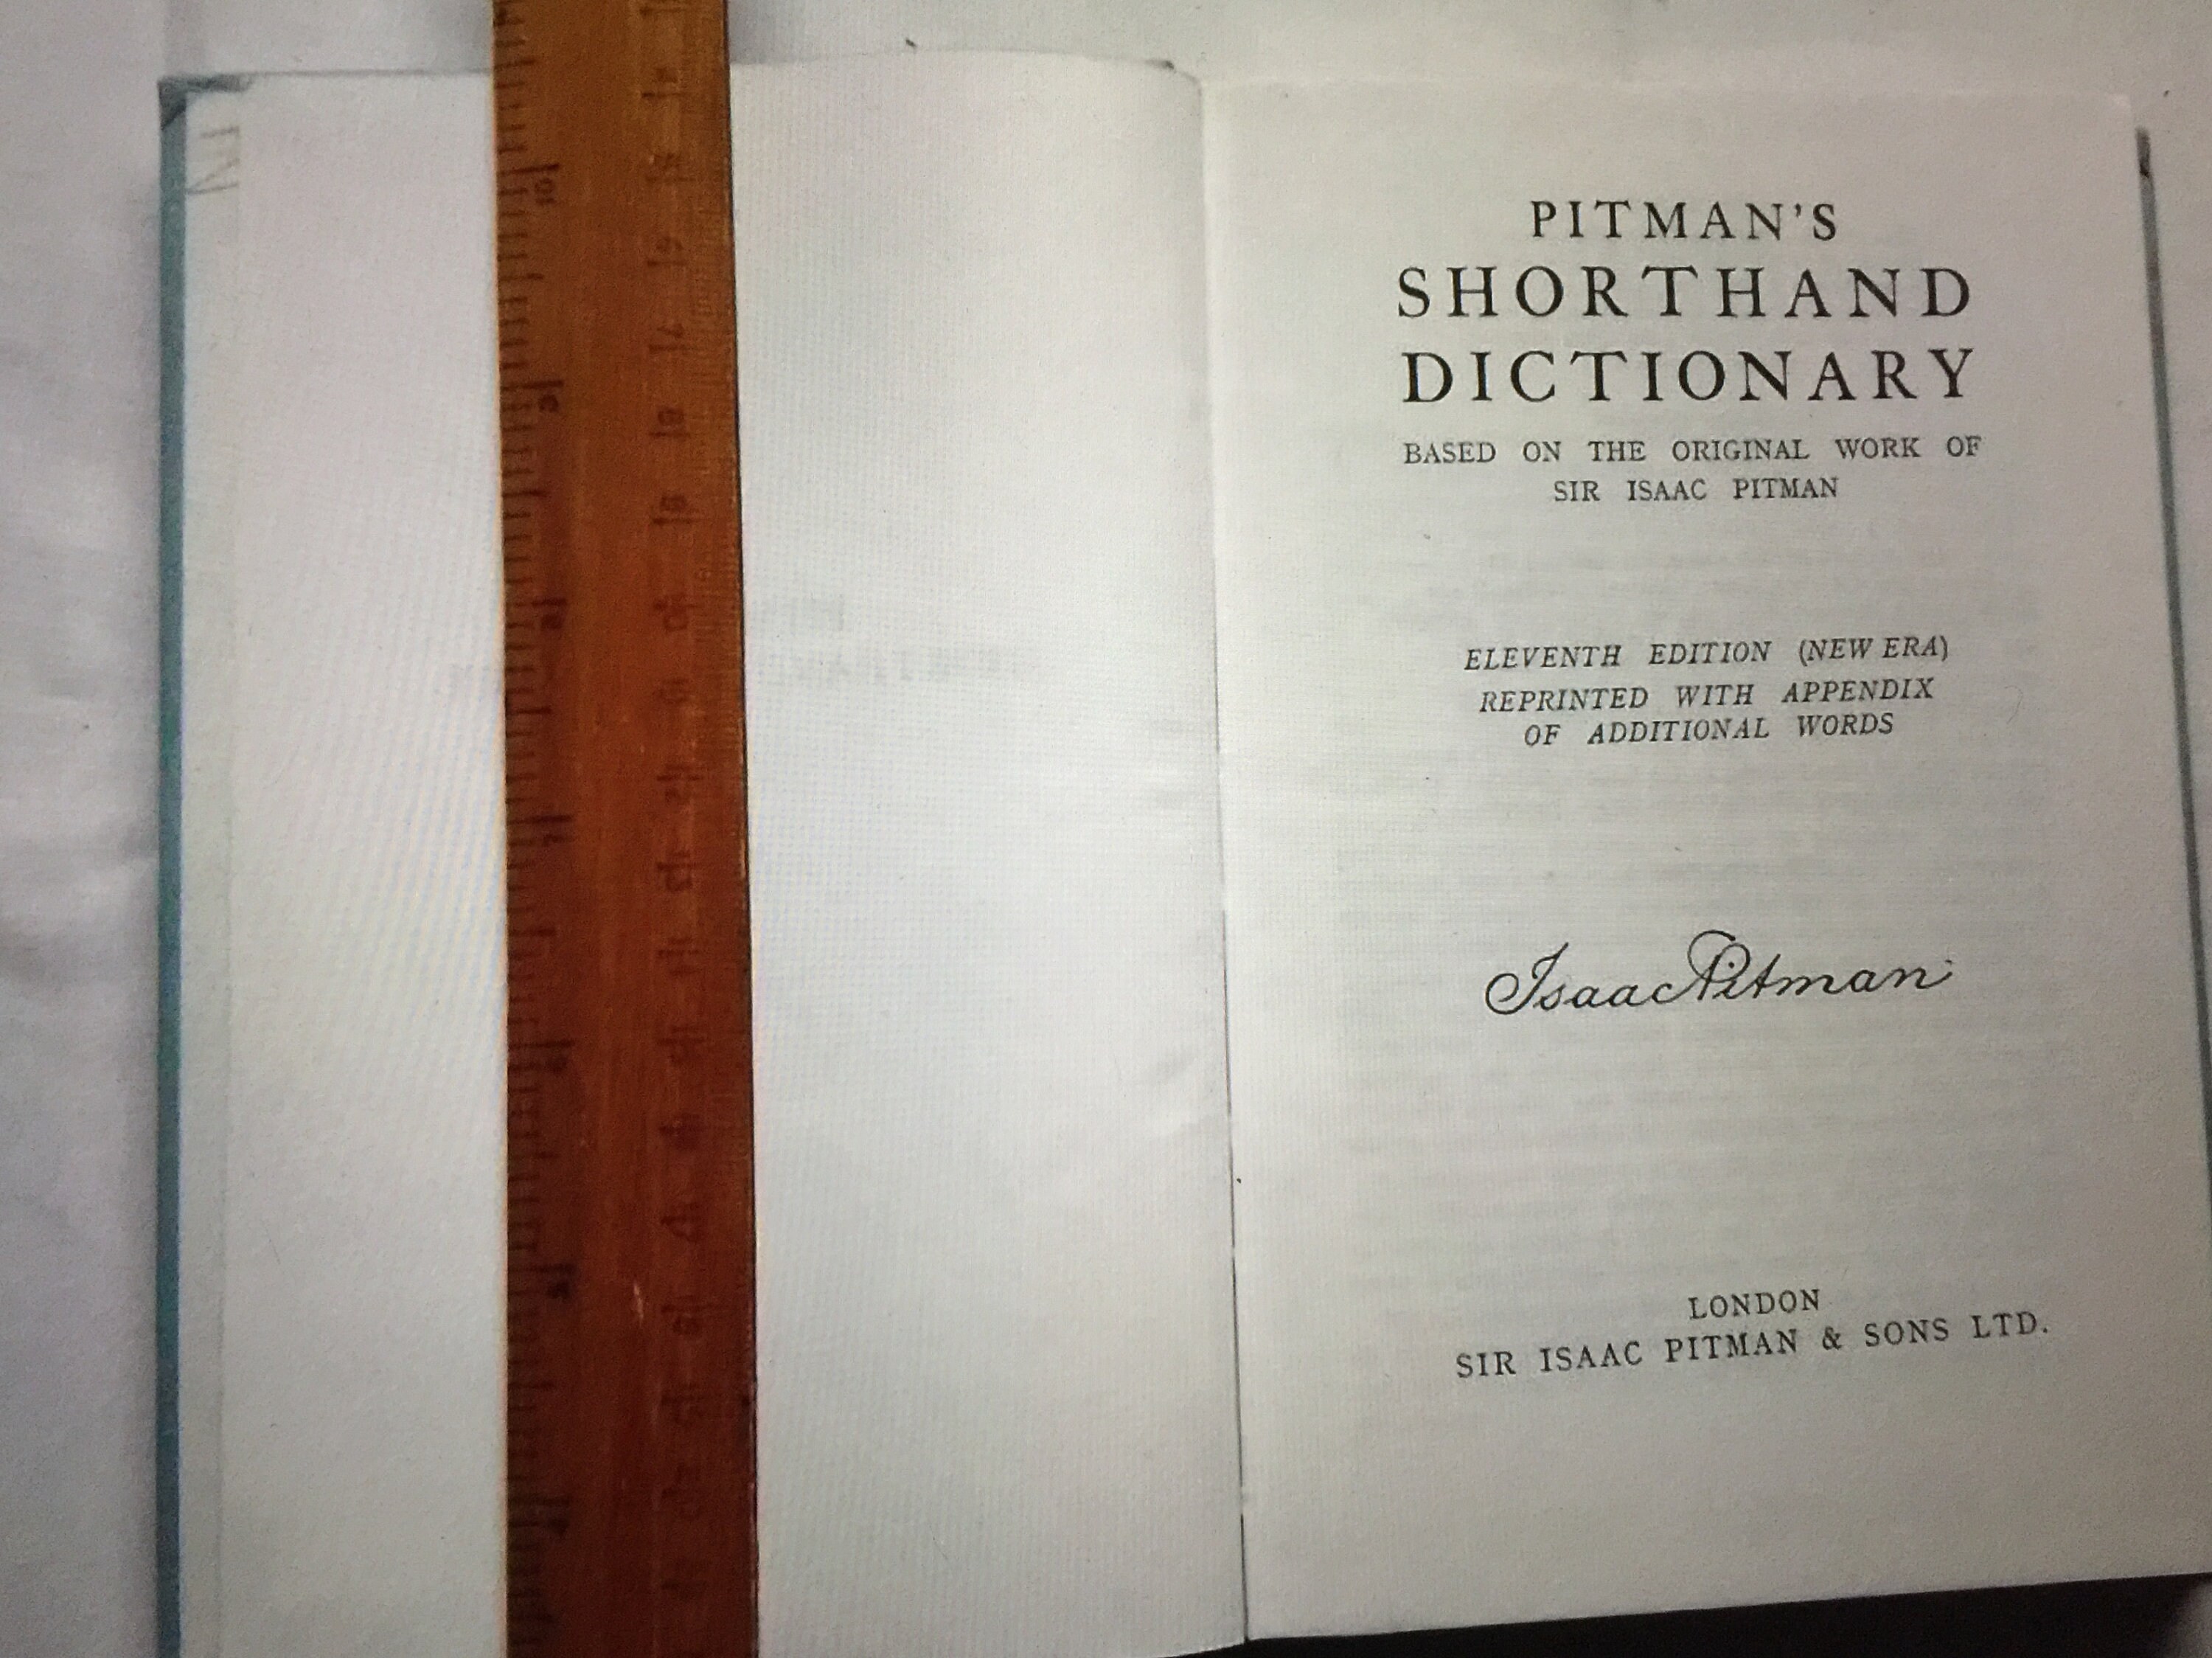 PITMAN'S
SHORTHAND
DICTIONARY
BASED ON THE ORIGINAL WORK OF
SIR ISAAC PITMAN
ELEVENTH EDITION (NEW ERA)
REPRINTED WITH APPENDIX
OF ADDITIONAL WORDS
Isaac Pitman
LONDON
SIR ISAAC PITMAN & SONS LTD.